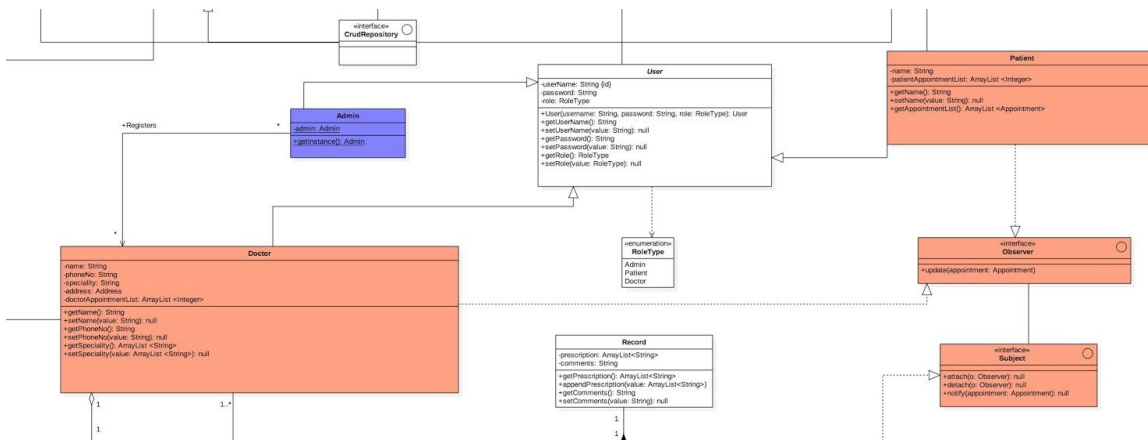 «interface»
CrudRepository
User
-userName: String {id}
-password: String
-role: RoleType
+User(username: String, password: String, role: RoleType): User
+getUserName(): String
+setUserName(value: String): null
+getPassword(): String
+setPassword(value: String): null
+getRole(): RoleType
+setRole(value: RoleType): null
Patient
-name: String
-patientAppointmentList: ArrayList <Integer>
+getName(): String
+setName(value: String): null
+getAppointmentList(): ArrayList <Appointment>
Admin
-admin: Admin
+getInstance(): Admin
+Registers
*
*
Doctor
-name: String
-phoneNo: String
-speciality: String
-address: Address
-doctorAppointmentList: ArrayList <Integer>
+getName(): String
+setName(value: String): null
+getPhoneNo(): String
+setPhoneNo(value: String): null
+getSpeciality(): ArrayList <String>
+setSpeciality(value: ArrayList <String>): null
1
1
1..*
«enumeration»
RoleType
Admin
Patient
Doctor
«interface»
Observer
+update(appointment: Appointment)
Record
-prescription: ArrayList<String>
-comments: String
+getPrescription(): ArrayList<String>
+appendPrescription(value: ArrayList<String>)
+getComments(): String
+setComments(value: String): null
1
1
«interface»
Subject
+attach(o: Observer): null
+detach(o: Observer): null
+notify(appointment: Appointment): null